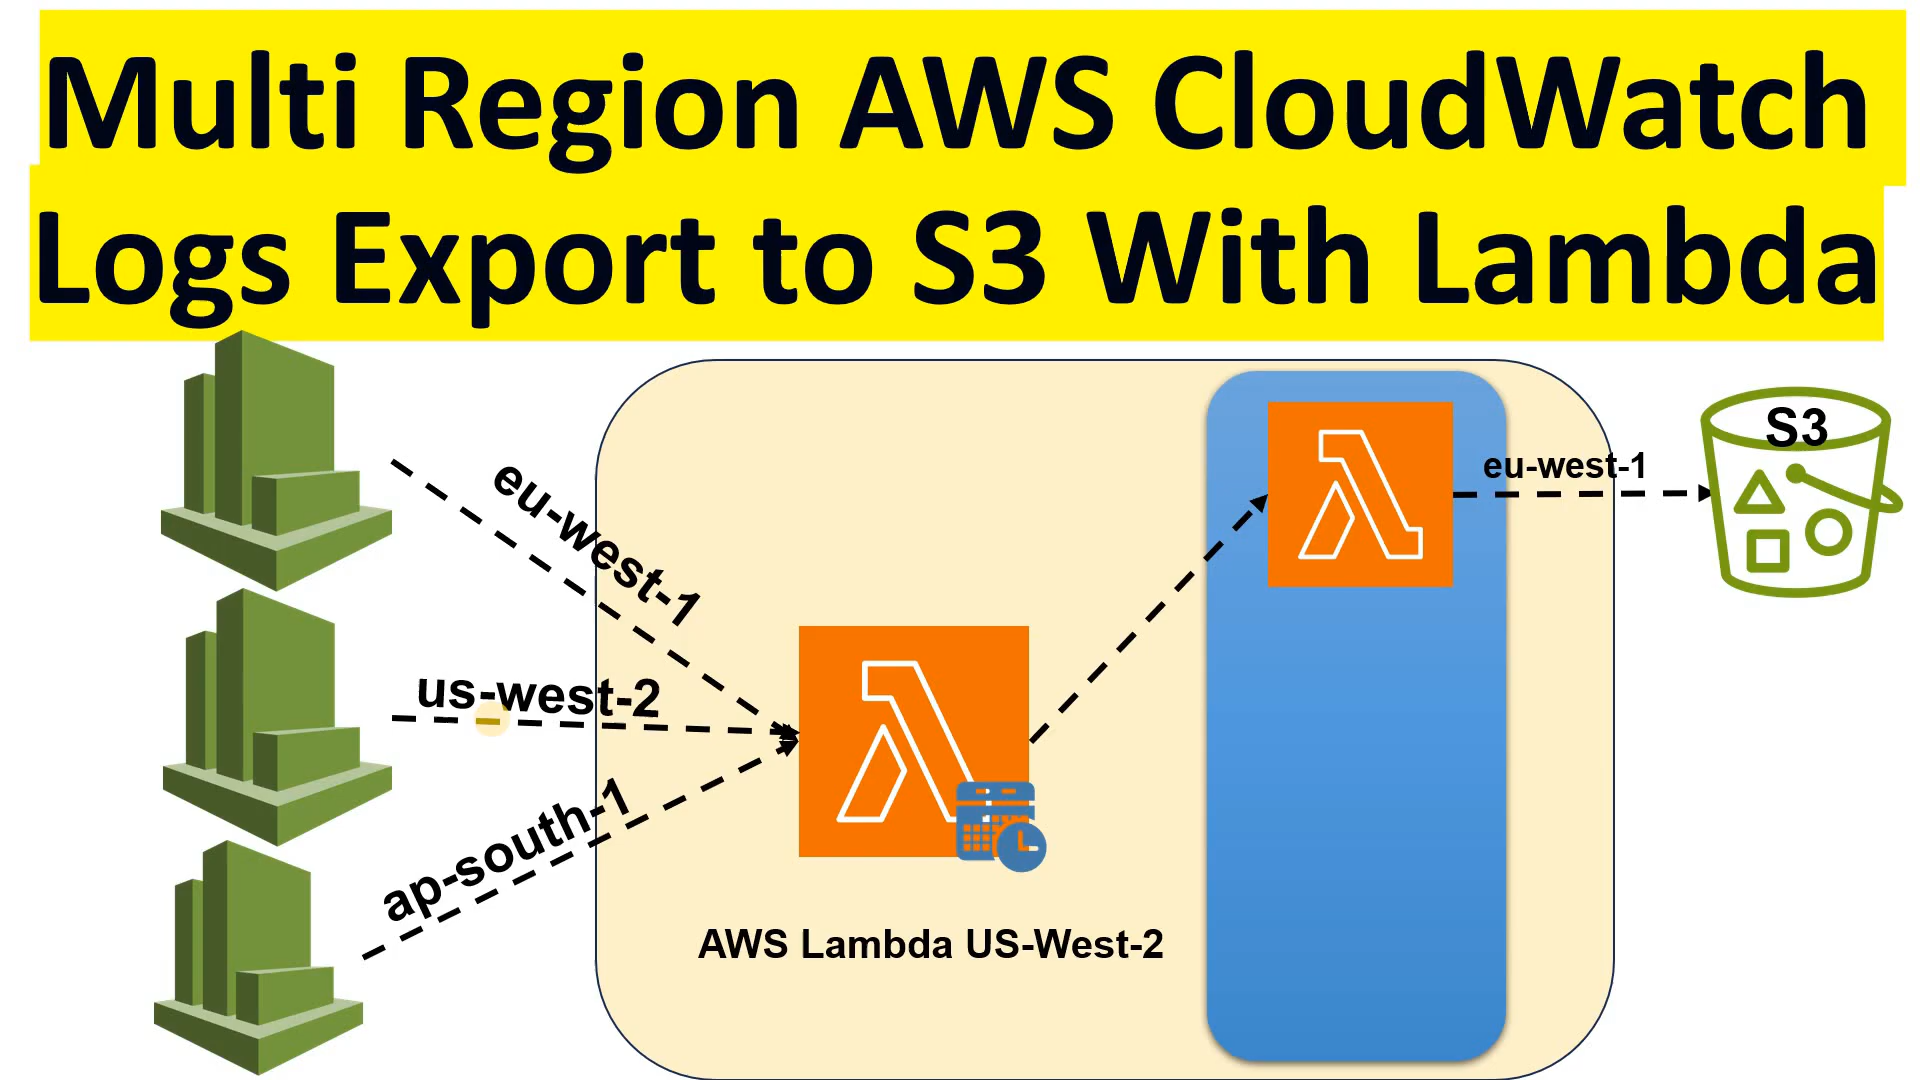 Multi Region AWS CloudWatch
Logs Export to S3 With Lambda
S3
eu-west-1
eu-west-1
us-west-2
ap-south-1
AWS Lambda US-West-2